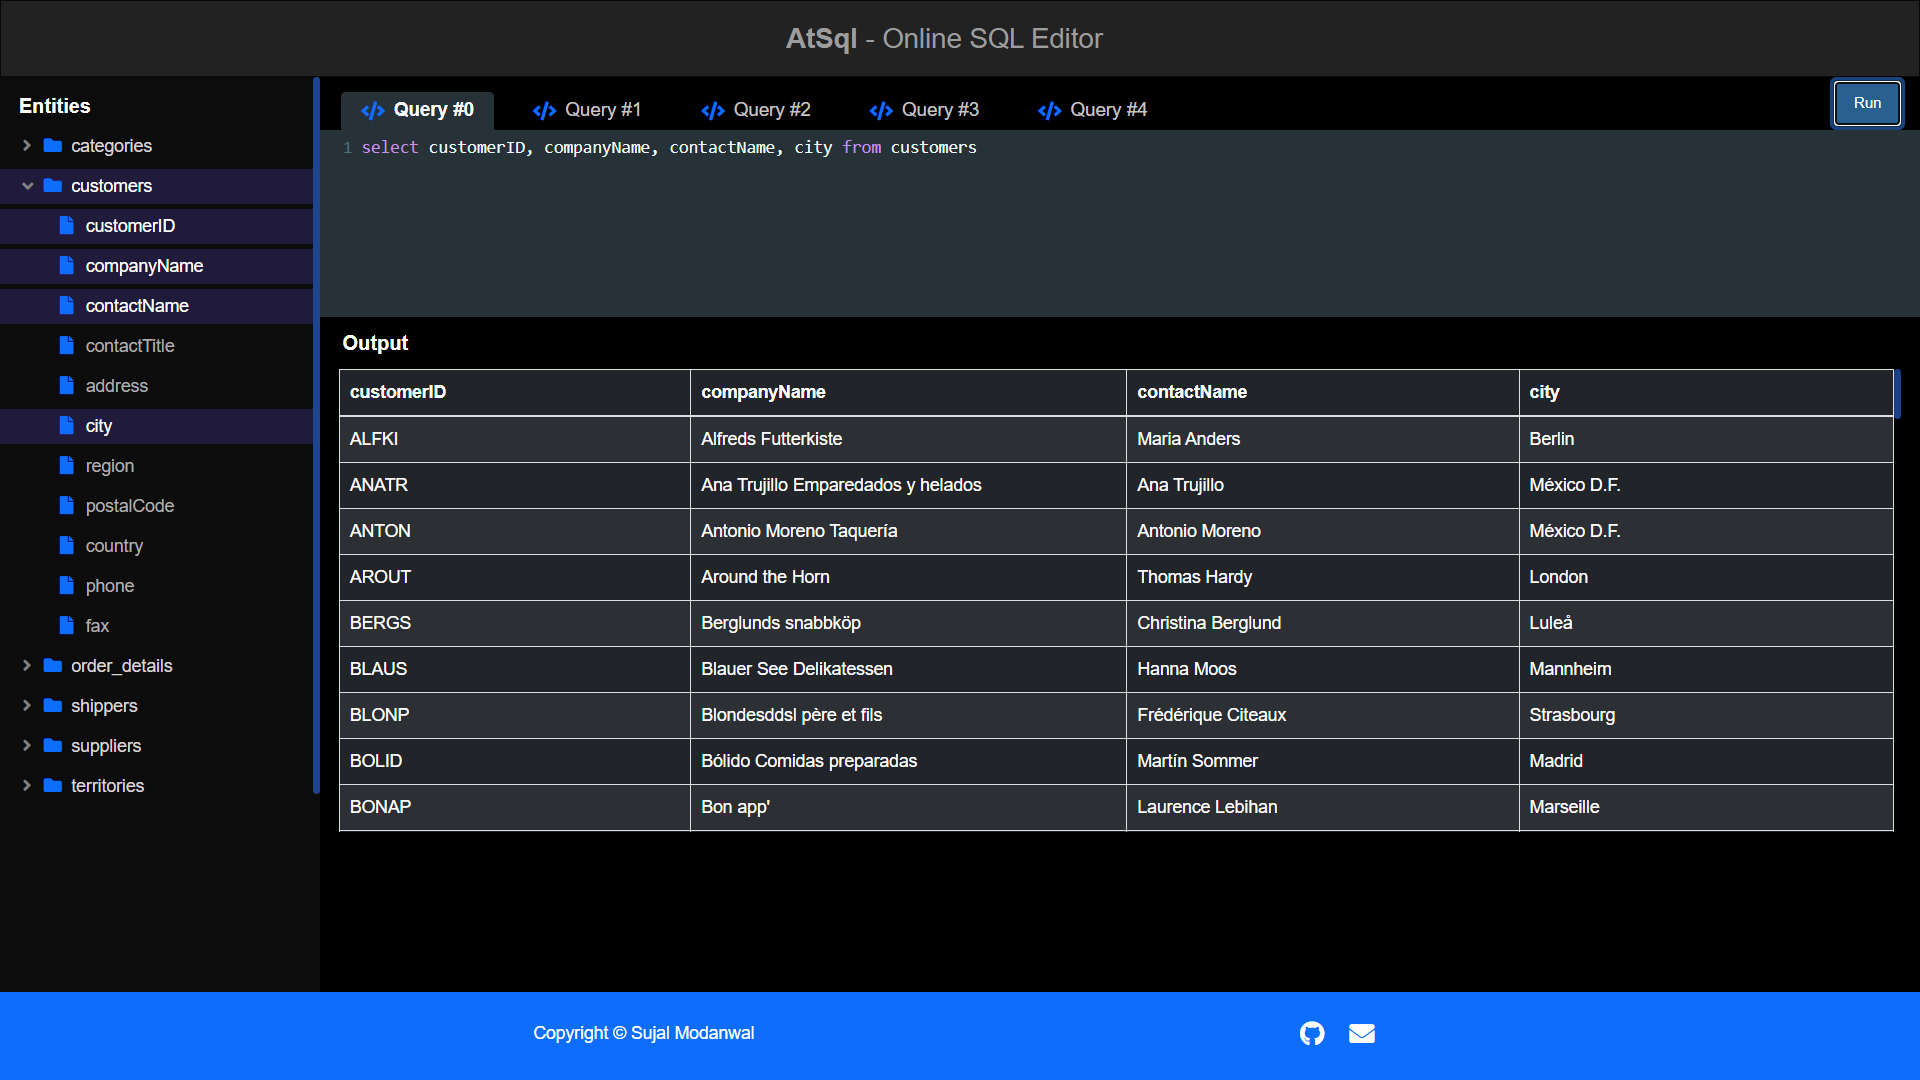 AtSql - Online SQL Editor
Entities
categories
customers
customerID
companyName
contactName
contactTitle
address
city
region
postalCode
country
phone
fax
order_details
shippers
suppliers
territories
Query #0 Query #1 Query #2 Query #3 Query #4 Run
1 select customerID, companyName, contactName, city from customers
Output
customerID companyName contactName city
ALFKI Alfreds Futterkiste Maria Anders Berlin
ANATR Ana Trujillo Emparedados y helados Ana Trujillo México D.F.
ANTON Antonio Moreno Taquería Antonio Moreno México D.F.
AROUT Around the Horn Thomas Hardy London
BERGS Berglunds snabbköp Christina Berglund Luleå
BLAUS Blauer See Delikatessen Hanna Moos Mannheim
BLONP Blondesddsl père et fils Frédérique Citeaux Strasbourg
BOLID Bólido Comidas preparadas Martín Sommer Madrid
BONAP Bon app' Laurence Lebihan Marseille
Copyright © Sujal Modanwal